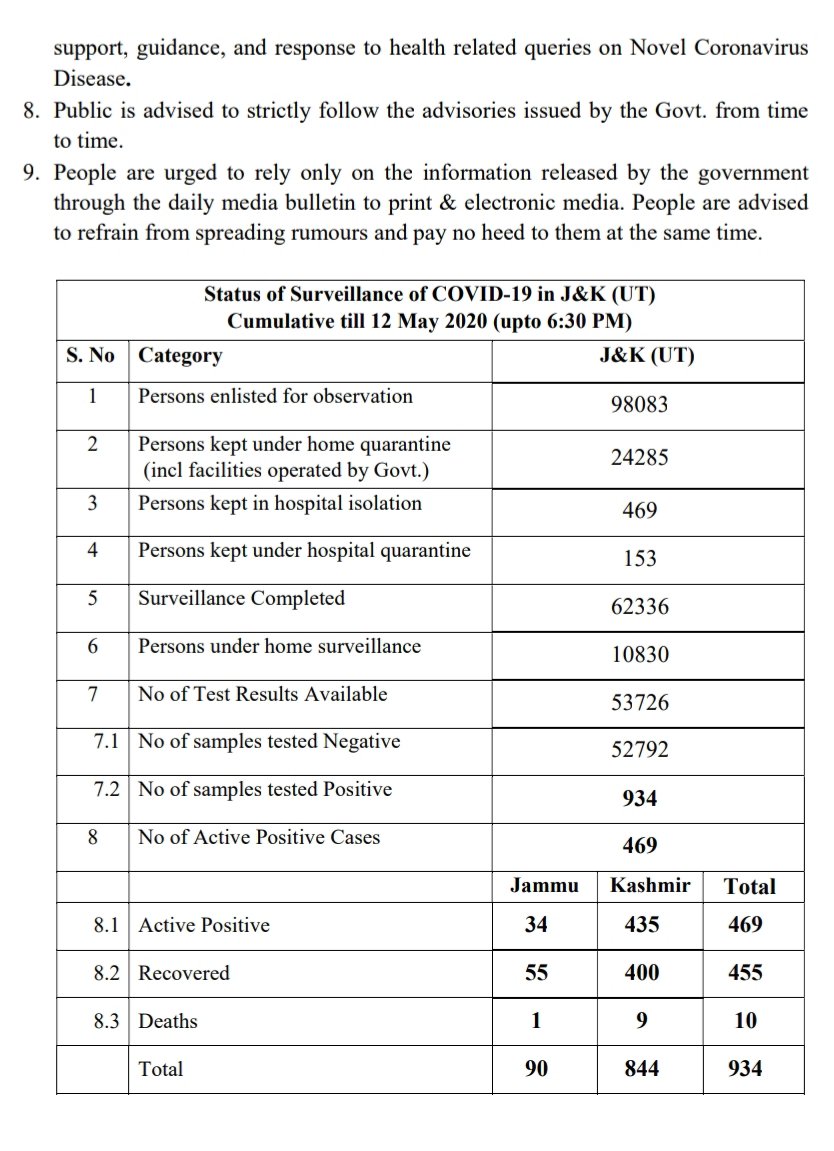 support, guidance, and response to health related queries on Novel Coronavirus
Disease.
8. Public is advised to strictly follow the advisories issued by the Govt. from time
to time.
9. People are urged to rely only on the information released by the government
through the daily media bulletin to print & electronic media. People are advised
to refrain from spreading rumours and pay no heed to them at the same time.
Status of Surveillance of COVID-19 in J&K (UT)
Cumulative till 12 May 2020 (upto 6:30 PM)
S. No Category J&K (UT)
1 Persons enlisted for observation 98083
2 Persons kept under home quarantine
(incl facilities operated by Govt.) 24285
3 Persons kept in hospital isolation 469
4 Persons kept under hospital quarantine 153
5 Surveillance Completed 62336
6 Persons under home surveillance 10830
7 No of Test Results Available 53726
7.1 No of samples tested Negative 52792
7.2 No of samples tested Positive 934
8 No of Active Positive Cases 469
Jammu Kashmir Total
8.1 Active Positive 34 435 469
8.2 Recovered 55 400 455
8.3 Deaths 1 9 10
Total 90 844 934